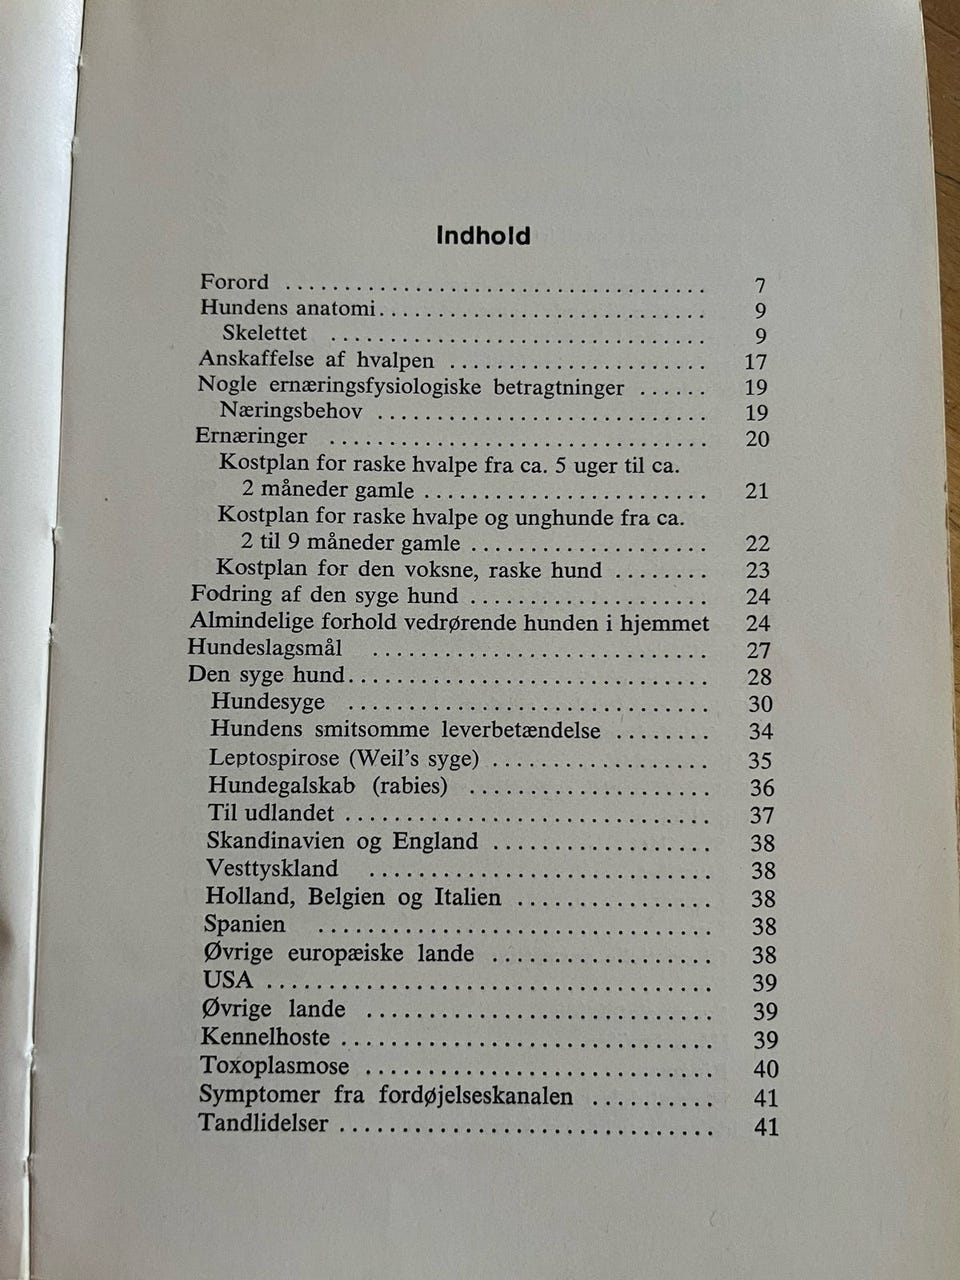 Indhold
Forord .................................... 7
Hundens anatomi............................ 9
Skelettet ................................ 9
Anskaffelse af hvalpen ...................... 17
Nogle ernæringsfysiologiske betragtninger ...... 19
Næringsbehov ............................ 19
Ernæringer ................................ 20
Kostplan for raske hvalpe fra ca. 5 uger til ca.
2 måneder gamle ........................ 21
Kostplan for raske hvalpe og unghunde fra ca.
2 til 9 måneder gamle .................... 22
Kostplan for den voksne, raske hund ........ 23
Fodring af den syge hund .................... 24
Almindelige forhold vedrørende hunden i hjemmet 24
Hundeslagsmål ............................. 27
Den syge hund............................... 28
Hundesyge ............................... 30
Hundens smitsomme leverbetændelse ........ 34
Leptospirose (Weil's syge) ................... 35
Hundegalskab (rabies) ..................... 36
Til udlandet ............................... 37
Skandinavien og England ................... 38
Vesttyskland ............................. 38
Holland, Belgien og Italien ................. 38
Spanien .................................. 38
Øvrige europæiske lande ................... 38
USA ...................................... 39
Øvrige lande .............................. 39
Kennelhoste ................................ 39
Toxoplasmose .............................. 40
Symptomer fra fordøjelseskanalen .......... 41
Tandlidelser ................................ 41